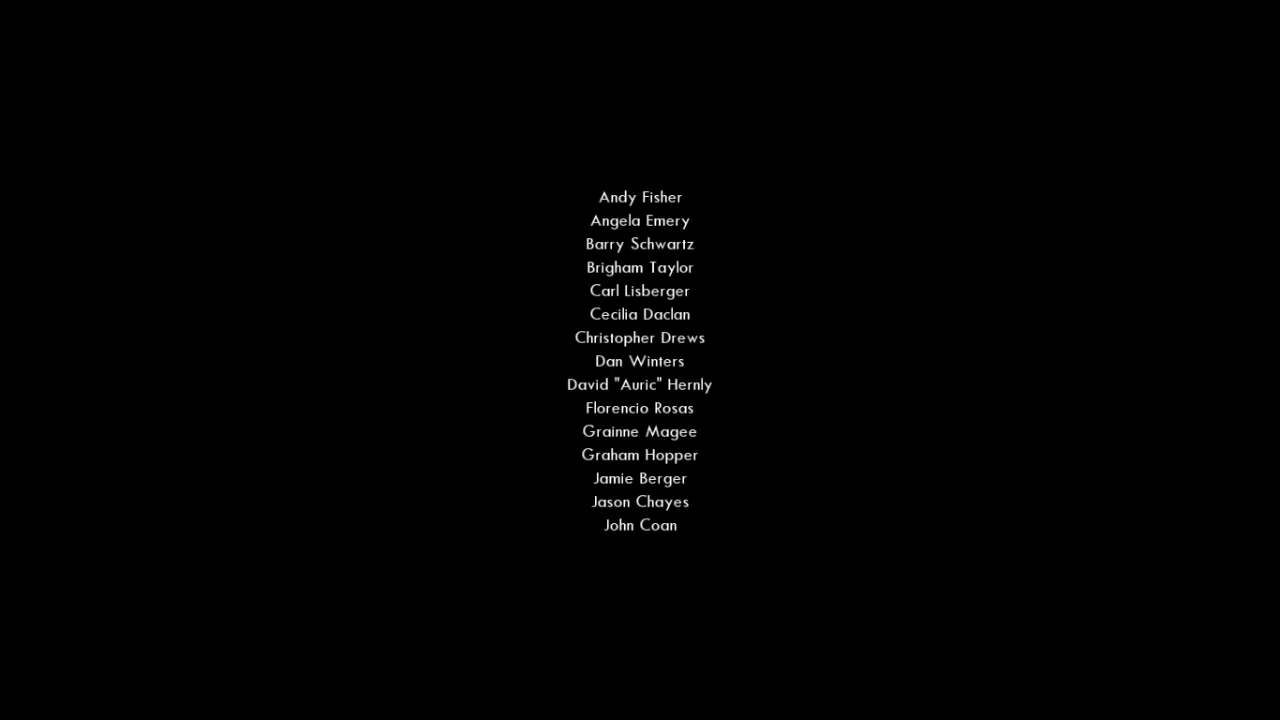 Andy Fisher
Angela Emery
Barry Schwartz
Brigham Taylor
Carl Lisberger
Cecilia Daclan
Christopher Drews
Dan Winters
David "Auric" Hernly
Florencio Rosas
Grainne Magee
Graham Hopper
Jamie Berger
Jason Chayes
John Coan